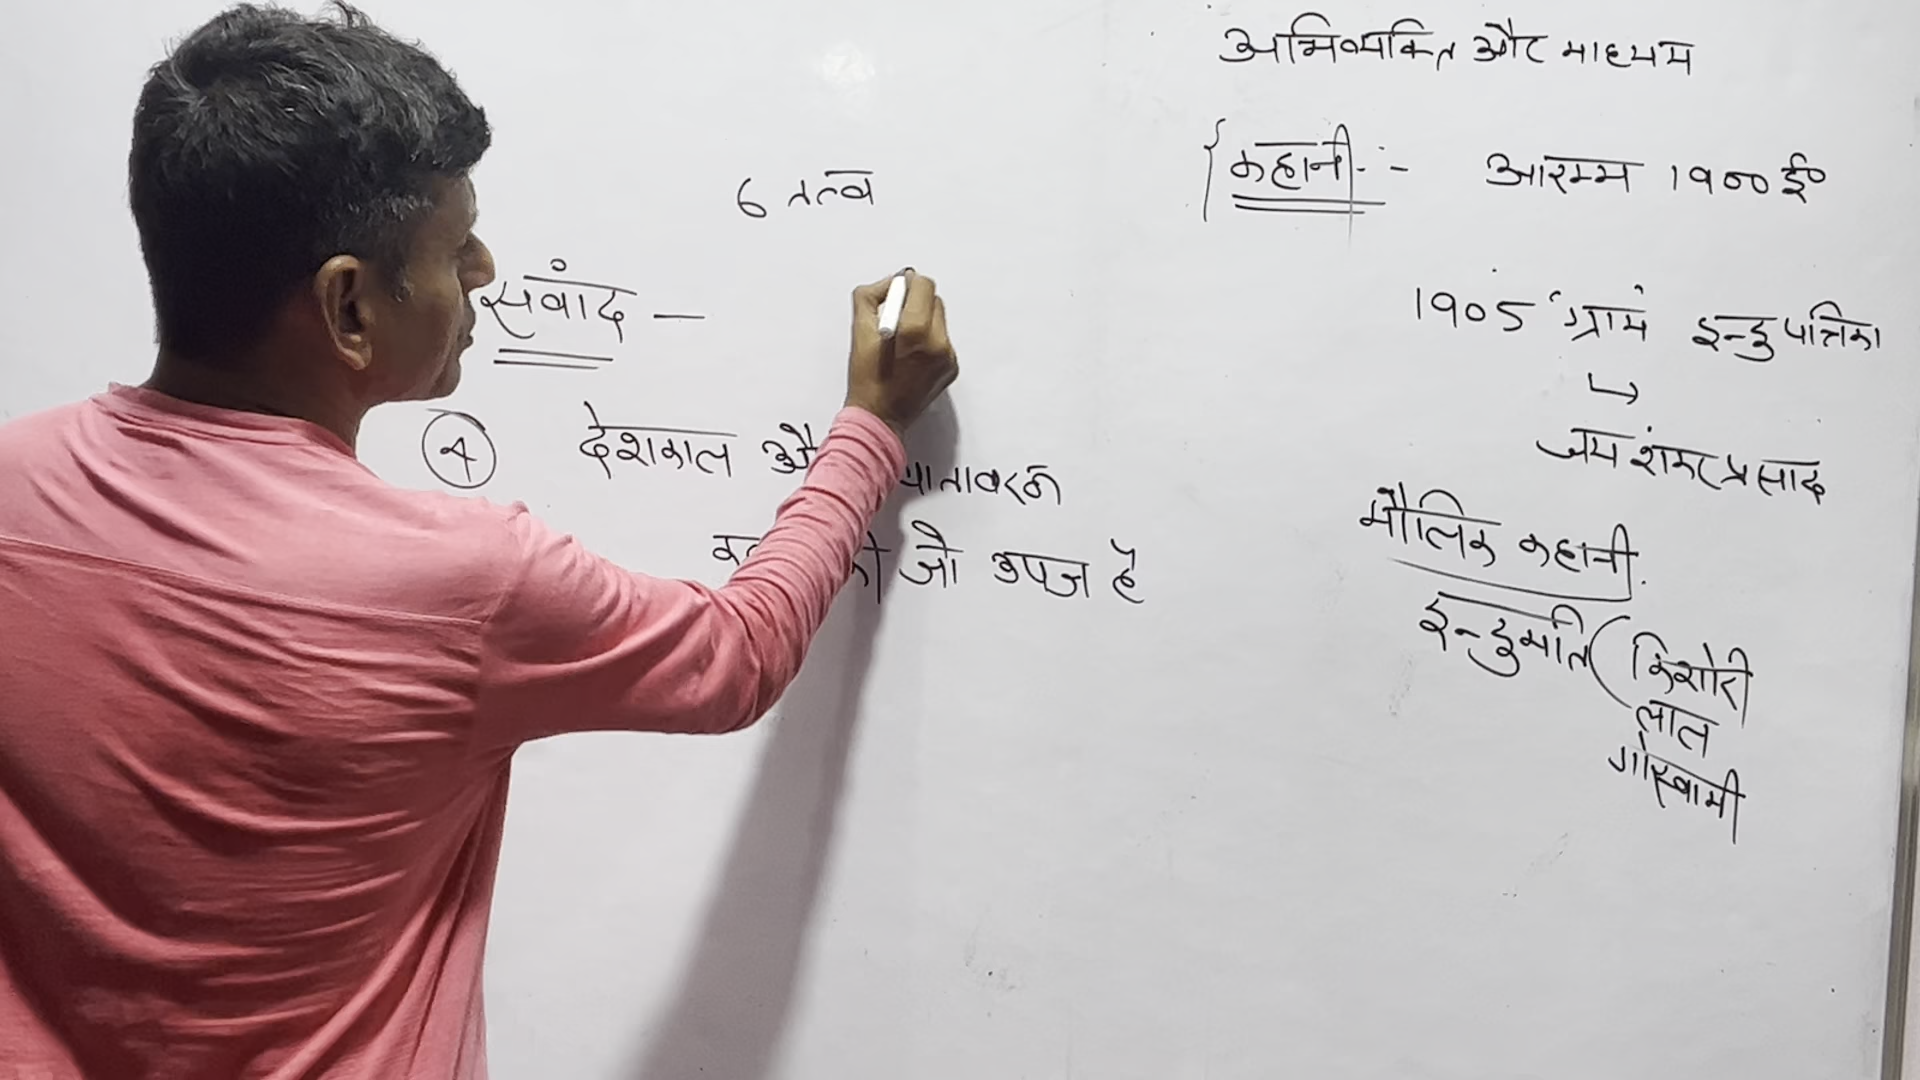 अभिव्यक्ति और माध्यम
कहानी :- आरम्भ 1900 ई०
6 तत्व
संवाद —
1905 'ग्राम' इन्दु पत्रिका
↳
जयशंकर प्रसाद
4 देशकाल और वातावरण
की जो उपज है
मौलिक कहानी
इन्दुमति (किशोरी
लाल
गोस्वामी